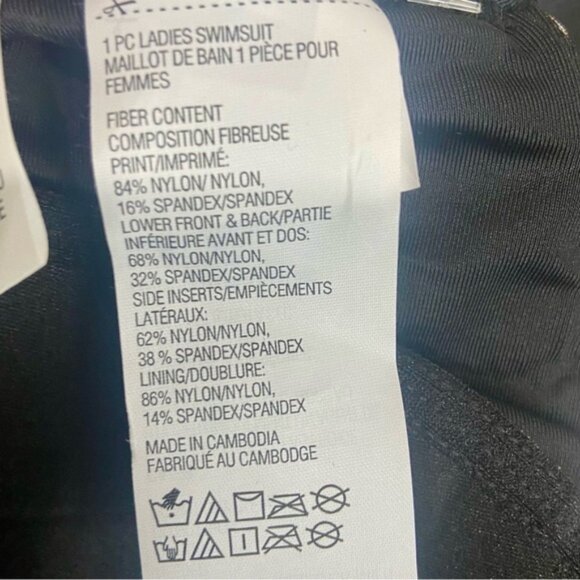 1 PC LADIES SWIMSUIT
MAILLOT DE BAIN 1 PIÈCE POUR
FEMMES
FIBER CONTENT
COMPOSITION FIBREUSE
PRINT/IMPRIMÉ:
84% NYLON/ NYLON,
16% SPANDEX/SPANDEX
LOWER FRONT & BACK/PARTIE
INFÉRIEURE AVANT ET DOS:
68% NYLON/NYLON,
32% SPANDEX/SPANDEX
SIDE INSERTS/EMPIÈCEMENTS
LATÉRAUX:
62% NYLON/NYLON,
38 % SPANDEX/SPANDEX
LINING/DOUBLURE:
86% NYLON/NYLON,
14% SPANDEX/SPANDEX
MADE IN CAMBODIA
FABRIQUÉ AU CAMBODGE